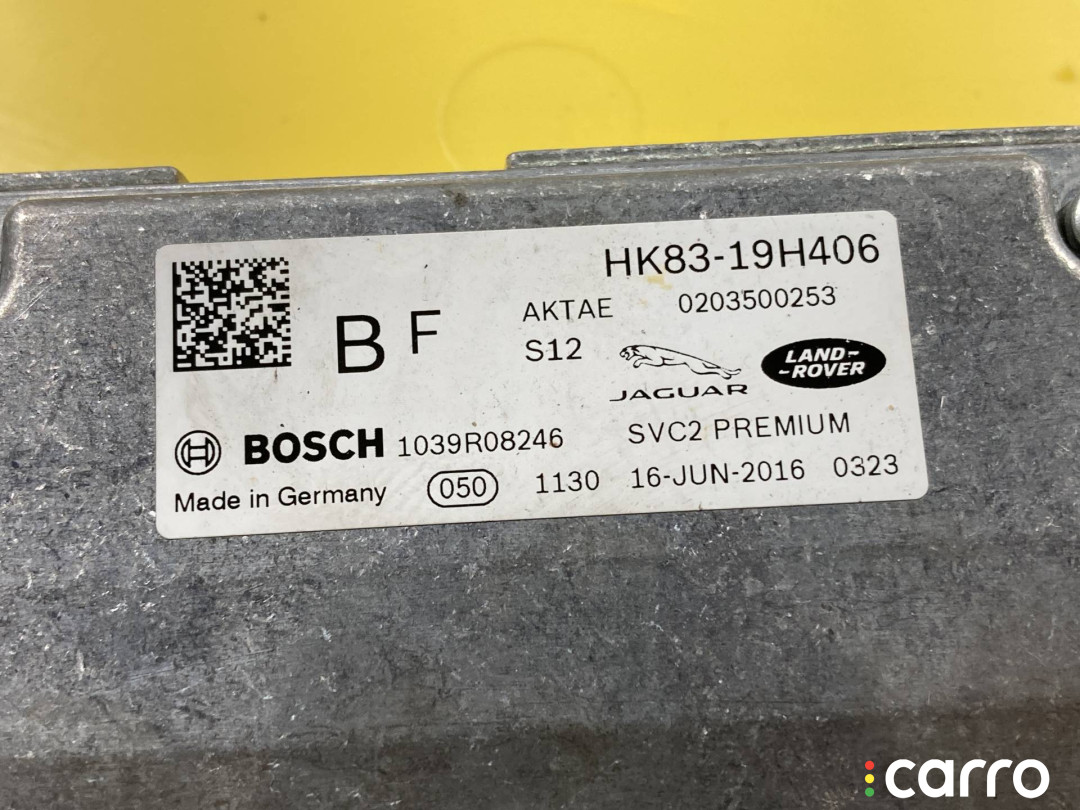 HK83-19H406
AKTAE 0203500253
B F
S12
JAGUAR
LAND-
-ROVER
BOSCH 1039R08246 SVC2 PREMIUM
Made in Germany 050 1130 16-JUN-2016 0323
carro